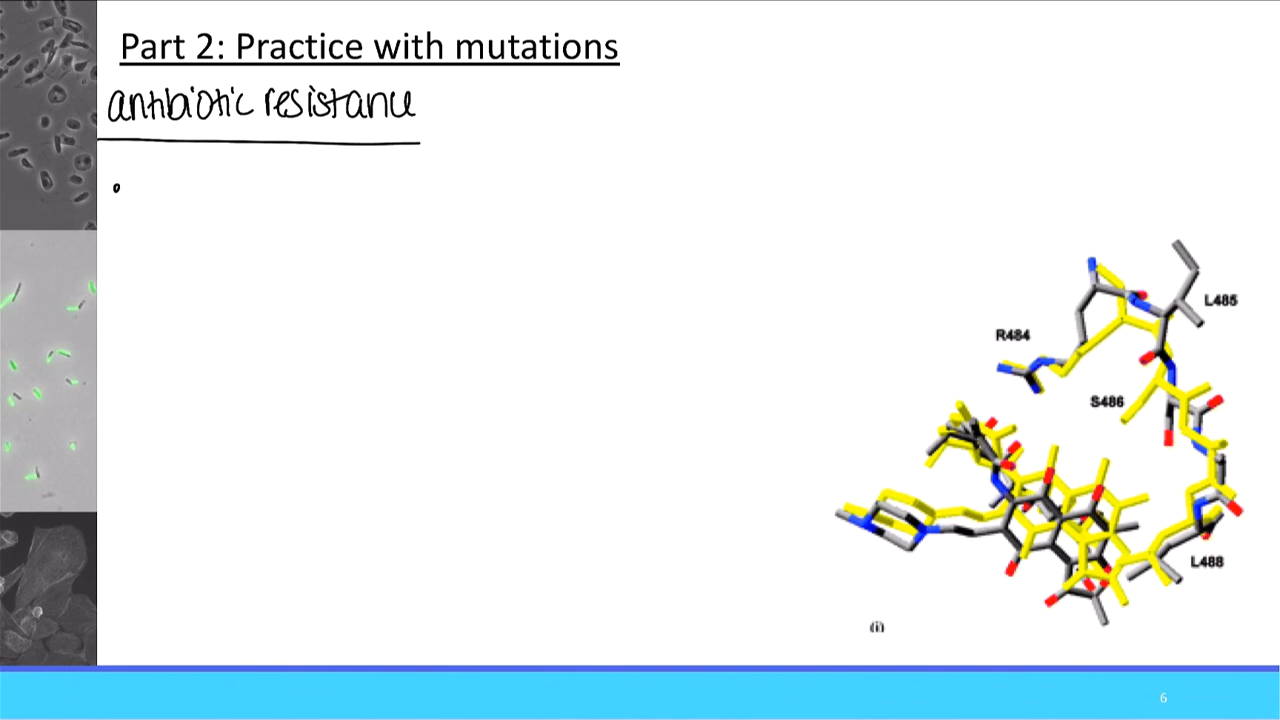 Part 2: Practice with mutations
antibiotic resistance
L485
R484
S486
L488
(i)
6